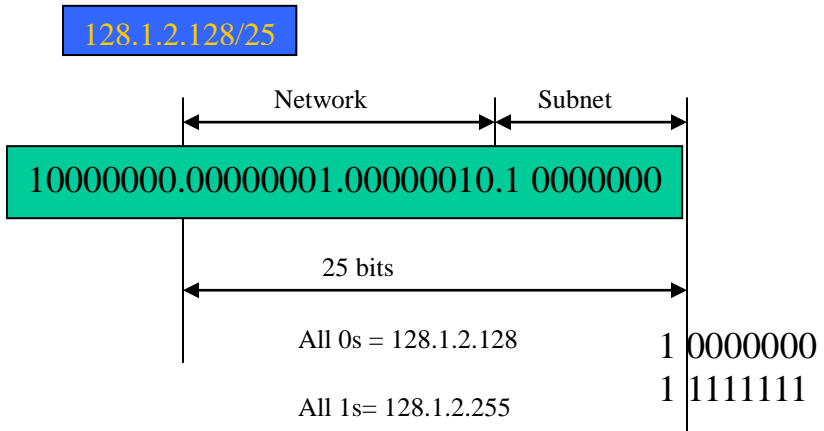 128.1.2.128/25
Network Subnet
10000000.00000001.00000010.1 0000000
25 bits
All 0s = 128.1.2.128
1 0000000
1 1111111
All 1s= 128.1.2.255